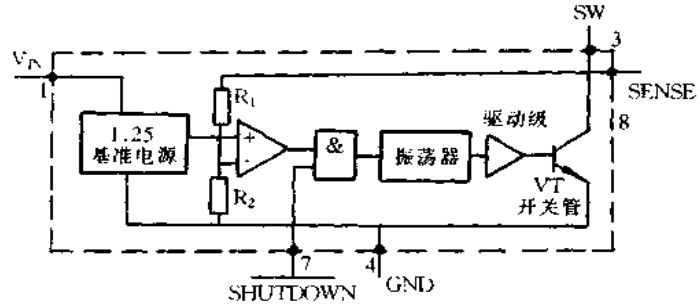 SW
3
V_IN
1
SENSE
8
R1
1.25
基准电源
+
-
&
振荡器
驱动级
R2
VT
开关管
7
4
GND
SHUTDOWN